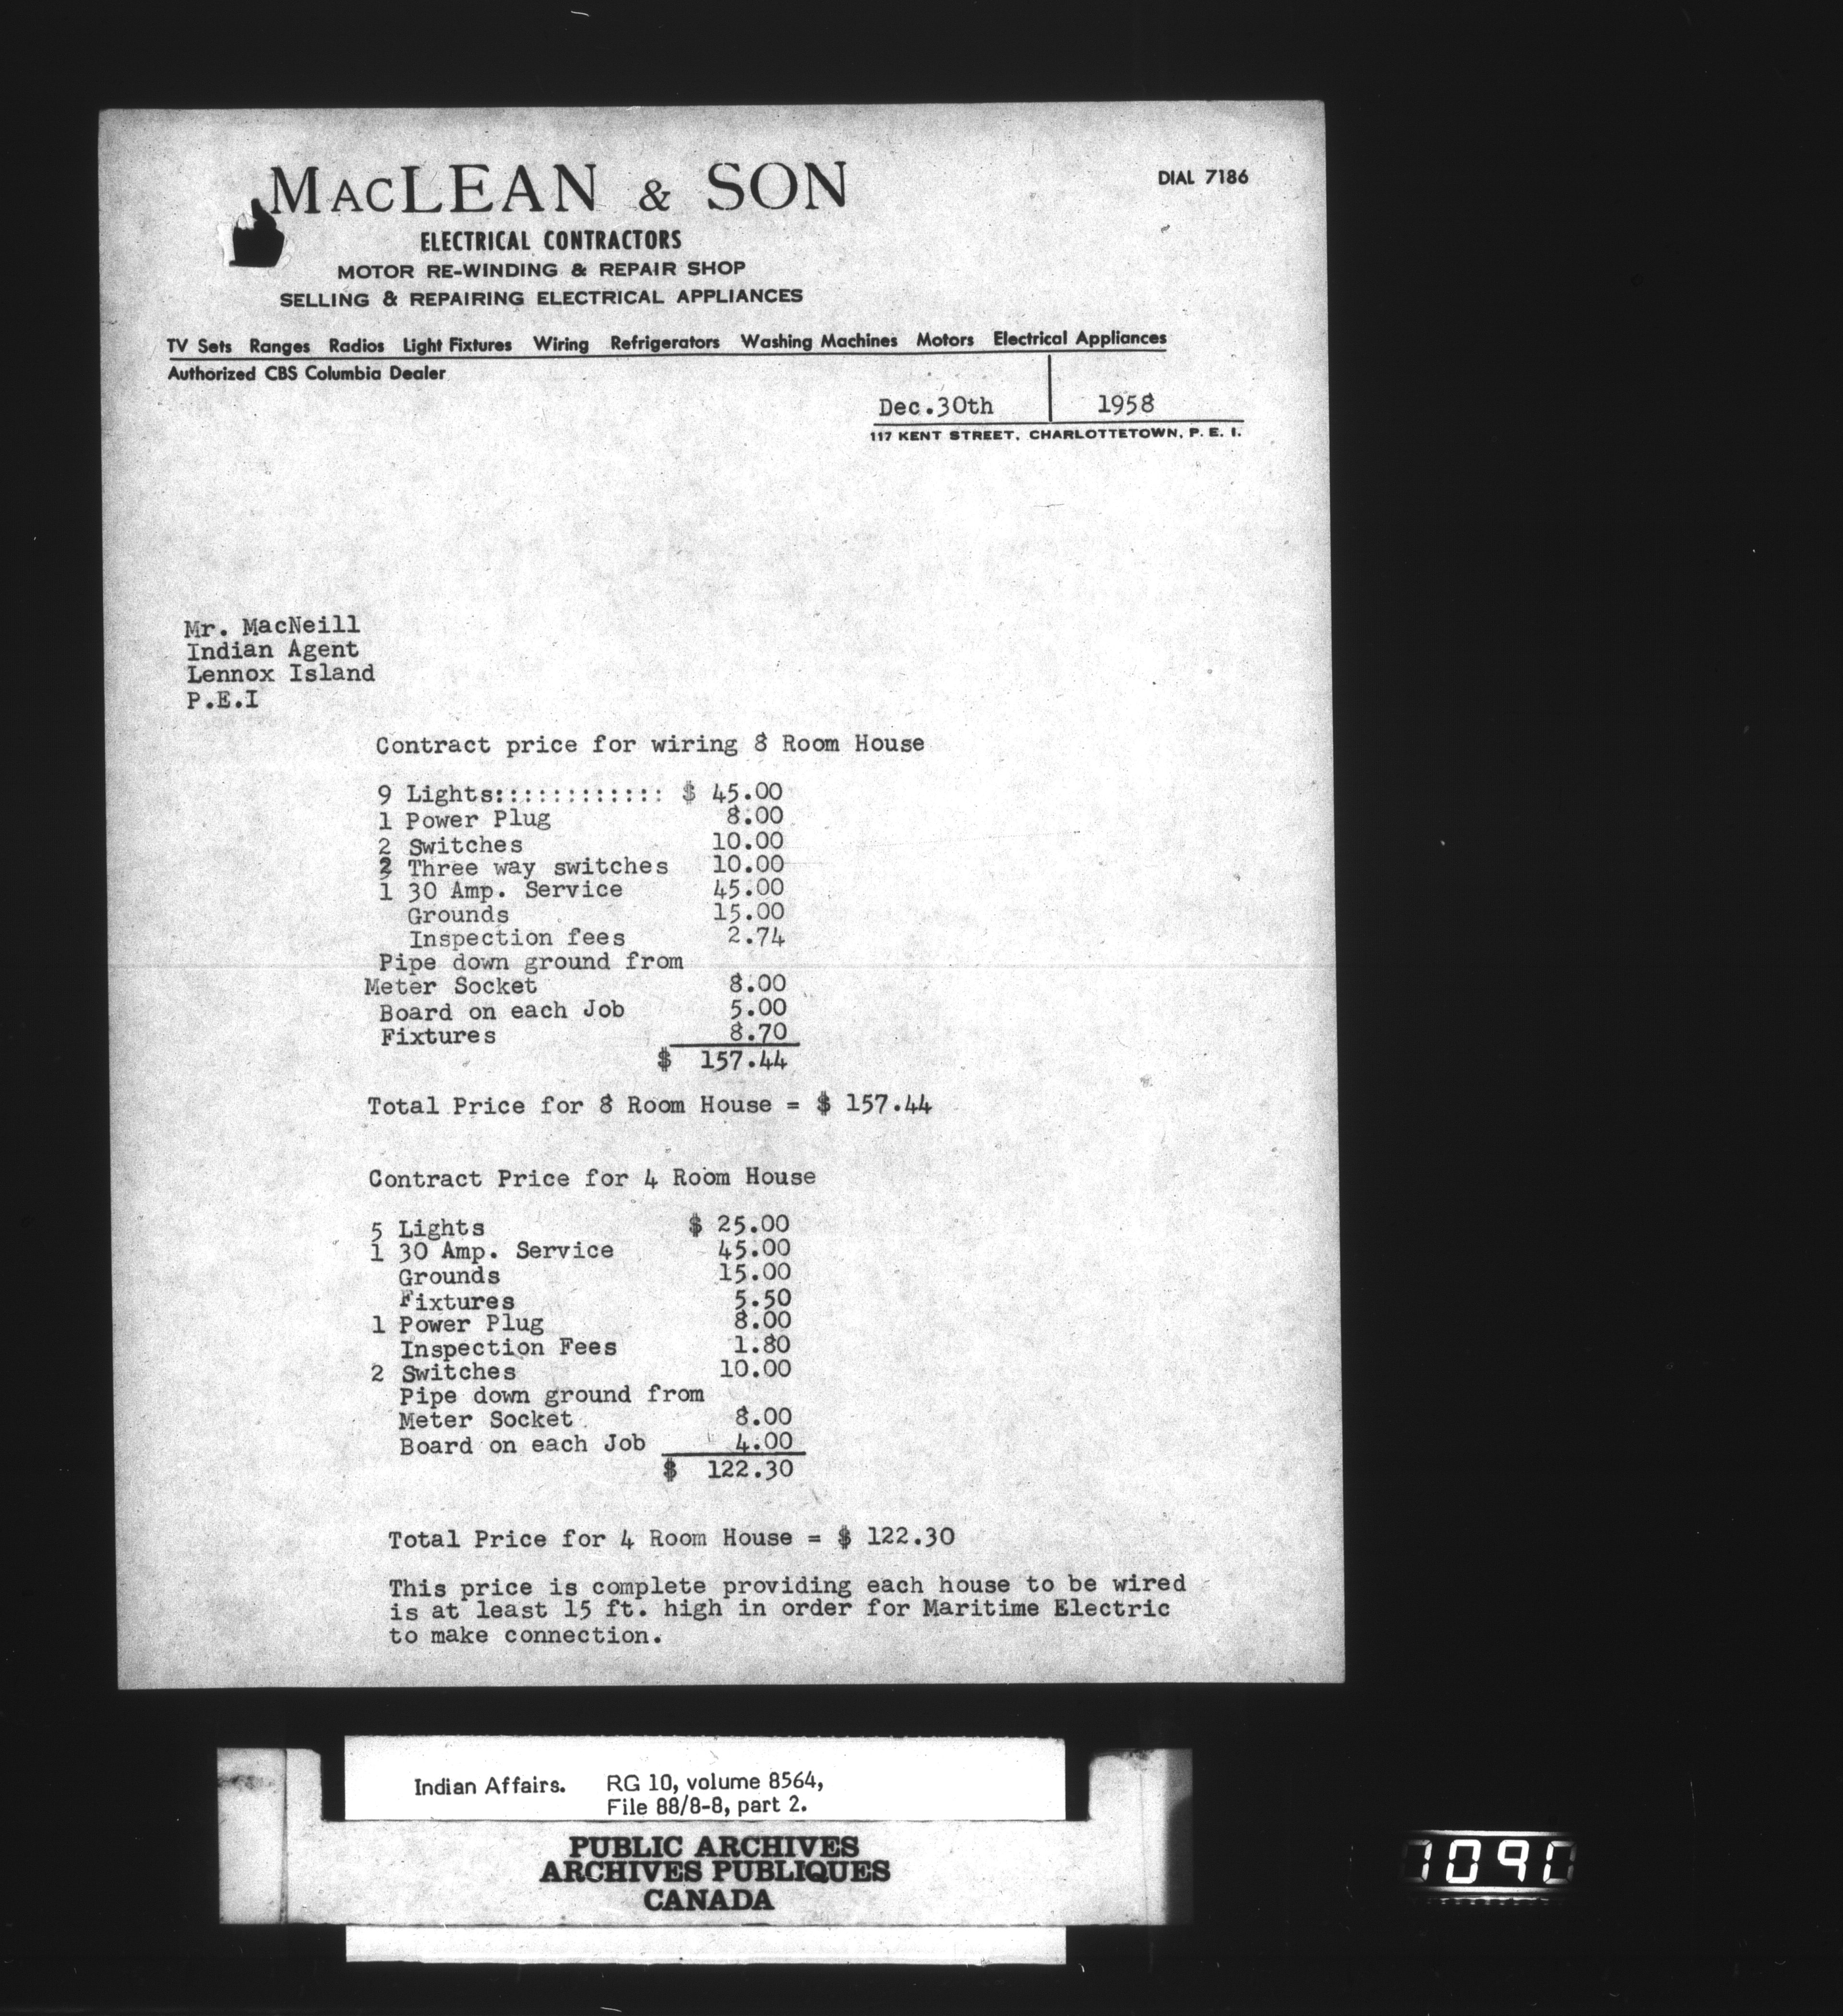 MacLEAN & SON
DIAL 7186
ELECTRICAL CONTRACTORS
MOTOR RE-WINDING & REPAIR SHOP
SELLING & REPAIRING ELECTRICAL APPLIANCES
TV Sets Ranges Radios Light Fixtures Wiring Refrigerators Washing Machines Motors Electrical Appliances
Authorized CBS Columbia Dealer
Dec.30th 1958
117 KENT STREET, CHARLOTTETOWN, P. E. I.
Mr. MacNeill
Indian Agent
Lennox Island
P.E.I
Contract price for wiring 8 Room House
9 Lights:::::::::::: $ 45.00
1 Power Plug 8.00
2 Switches 10.00
2 Three way switches 10.00
1 30 Amp. Service 45.00
Grounds 15.00
Inspection fees 2.74
Pipe down ground from
Meter Socket 8.00
Board on each Job 5.00
Fixtures 8.70
$ 157.44
Total Price for 8 Room House = $ 157.44
Contract Price for 4 Room House
5 Lights $ 25.00
1 30 Amp. Service 45.00
Grounds 15.00
Fixtures 5.50
1 Power Plug 8.00
Inspection Fees 1.80
2 Switches 10.00
Pipe down ground from
Meter Socket 8.00
Board on each Job 4.00
$ 122.30
Total Price for 4 Room House = $ 122.30
This price is complete providing each house to be wired
is at least 15 ft. high in order for Maritime Electric
to make connection.
Indian Affairs. RG 10, volume 8564,
File 88/8-8, part 2.
PUBLIC ARCHIVES
ARCHIVES PUBLIQUES
CANADA
1090